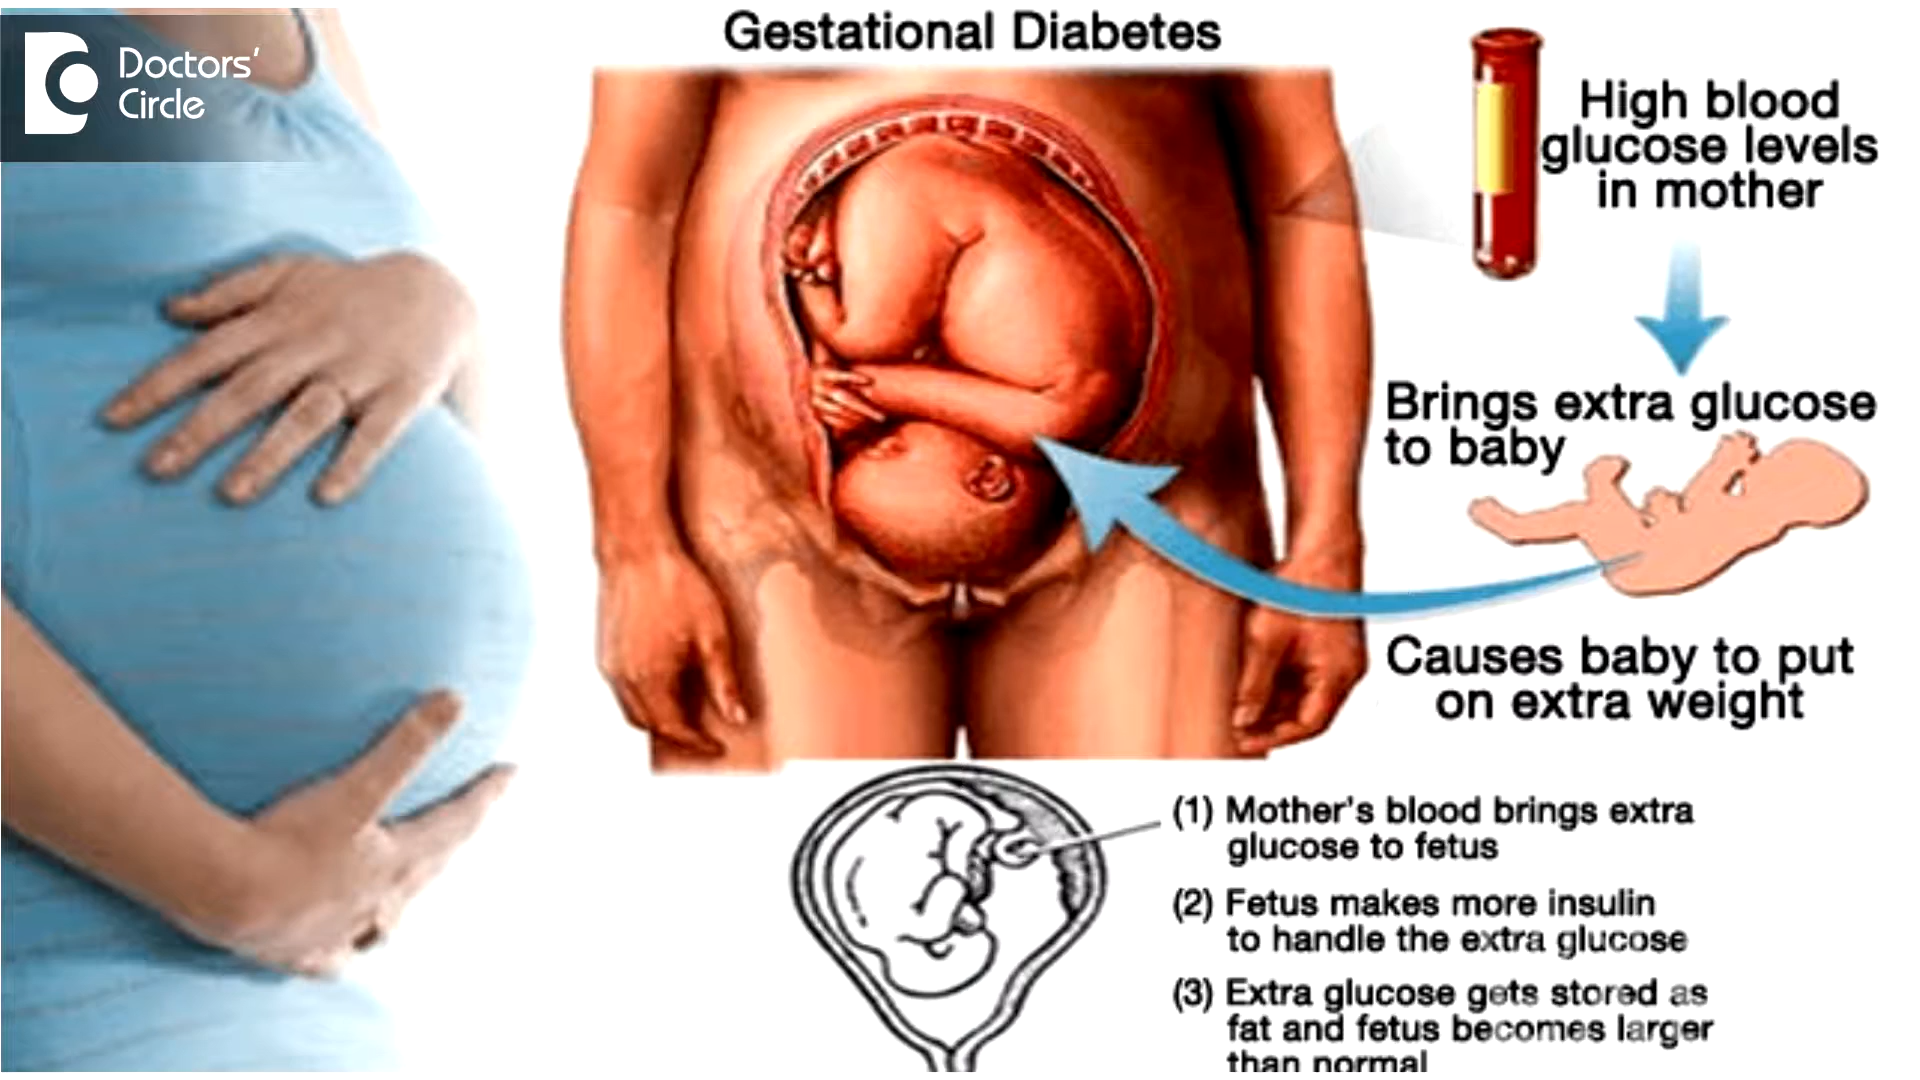 Doctors'
Circle
Gestational Diabetes
High blood
glucose levels
in mother
Brings extra glucose
to baby
Causes baby to put
on extra weight
(1) Mother's blood brings extra
glucose to fetus
(2) Fetus makes more insulin
to handle the extra glucose
(3) Extra glucose gets stored as
fat and fetus becomes larger
than normal